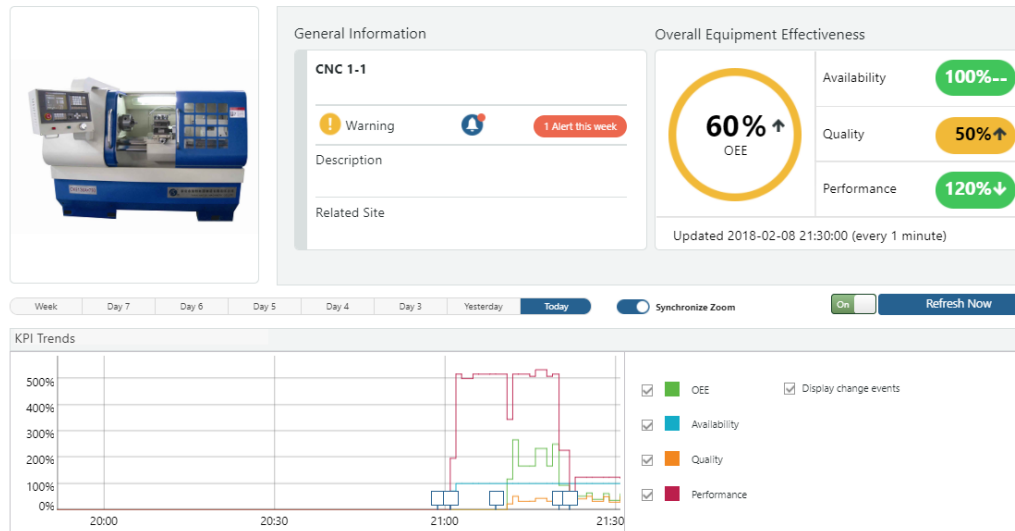 General Information
CNC 1-1
Warning
1 Alert this week
Description
Related Site
Overall Equipment Effectiveness
60%
OEE
Availability
100%--
Quality
50%
Performance
120%
Updated 2018-02-08 21:30:00 (every 1 minute)
Week Day 7 Day 6 Day 5 Day 4 Day 3 Yesterday Today
Synchronize Zoom
On
Refresh Now
KPI Trends
500%
400%
300%
200%
100%
0%
20:00 20:30 21:00 21:30
OEE
Availability
Quality
Performance
Display change events